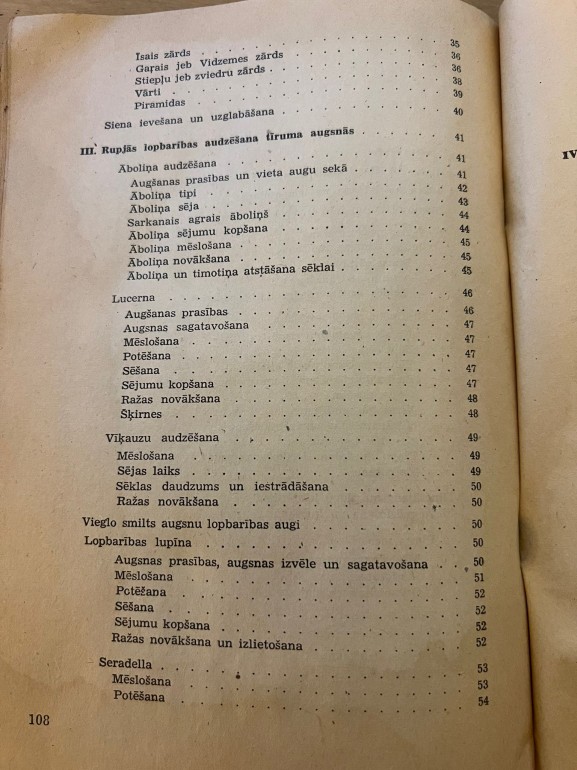 Īsais zārds . . . . . . . . . . . . . 35
Garais jeb Vidzemes zārds . . . . . . . . 36
Stiepļu jeb zviedru zārds . . . . . . . . . 36
Vārti . . . . . . . . . . . . . . . 38
Piramidas . . . . . . . . . . . . . 39
Siena ievešana un uzglabāšana . . . . . . . . 40
III. Rupjās lopbarības audzēšana tīruma augsnās . . . . . 41
Āboliņa audzēšana . . . . . . . . . . . 41
Augšanas prasības un vieta augu sekā . . . . . 41
Āboliņa tipi . . . . . . . . . . . . 42
Āboliņa sēja . . . . . . . . . . . . 43
Sarkanais agrais āboliņš . . . . . . . . . 44
Āboliņa sējumu kopšana . . . . . . . . . 44
Āboliņa mēslošana . . . . . . . . . . 45
Āboliņa novākšana . . . . . . . . . . 45
Āboliņa un timotiņa atstāšana sēklai . . . . . . 45
Lucerna . . . . . . . . . . . . . . 46
Augšanas prasības . . . . . . . . . . 46
Augsnas sagatavošana . . . . . . . . . 47
Mēslošana . . . . . . . . . . . . . 47
Potēšana . . . . . . . . . . . . . 47
Sēšana . . . . . . . . . . . . . . 47
Sējumu kopšana . . . . . . . . . . . 47
Ražas novākšana . . . . . . . . . . . 48
Šķirnes . . . . . . . . . . . . . . 48
Vīķauzu audzēšana . . . . . . . . . . . 49
Mēslošana . . . . . . . . . . . . . 49
Sējas laiks . . . . . . . . . . . . . 49
Sēklas daudzums un iestrādāšana . . . . . . 50
Ražas novākšana . . . . . . . . . . . 50
Vieglo smilts augsnu lopbarības augi . . . . . . . . 50
Lopbarības lupīna . . . . . . . . . . . . . 50
Augsnas prasības, augsnas izvēle un sagatavošana . . 50
Mēslošana . . . . . . . . . . . . . 51
Potēšana . . . . . . . . . . . . . 52
Sēšana . . . . . . . . . . . . . . 52
Sējumu kopšana . . . . . . . . . . . 52
Ražas novākšana un izlietošana . . . . . . . 52
Seradella . . . . . . . . . . . . . . 53
Mēslošana . . . . . . . . . . . . . 53
Potēšana . . . . . . . . . . . . . 54
108
IV